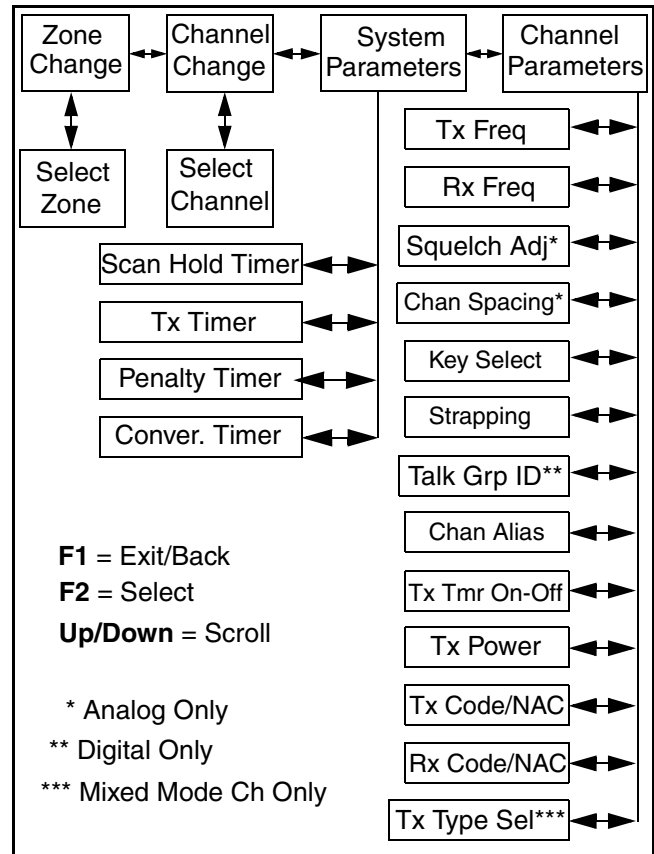 Zone
Change
Channel
Change
System
Parameters
Channel
Parameters
Select
Zone
Select
Channel
Scan Hold Timer
Tx Timer
Penalty Timer
Conver. Timer
Tx Freq
Rx Freq
Squelch Adj*
Chan Spacing*
Key Select
Strapping
Talk Grp ID**
Chan Alias
Tx Tmr On-Off
Tx Power
Tx Code/NAC
Rx Code/NAC
Tx Type Sel***
F1 = Exit/Back
F2 = Select
Up/Down = Scroll
* Analog Only
** Digital Only
*** Mixed Mode Ch Only